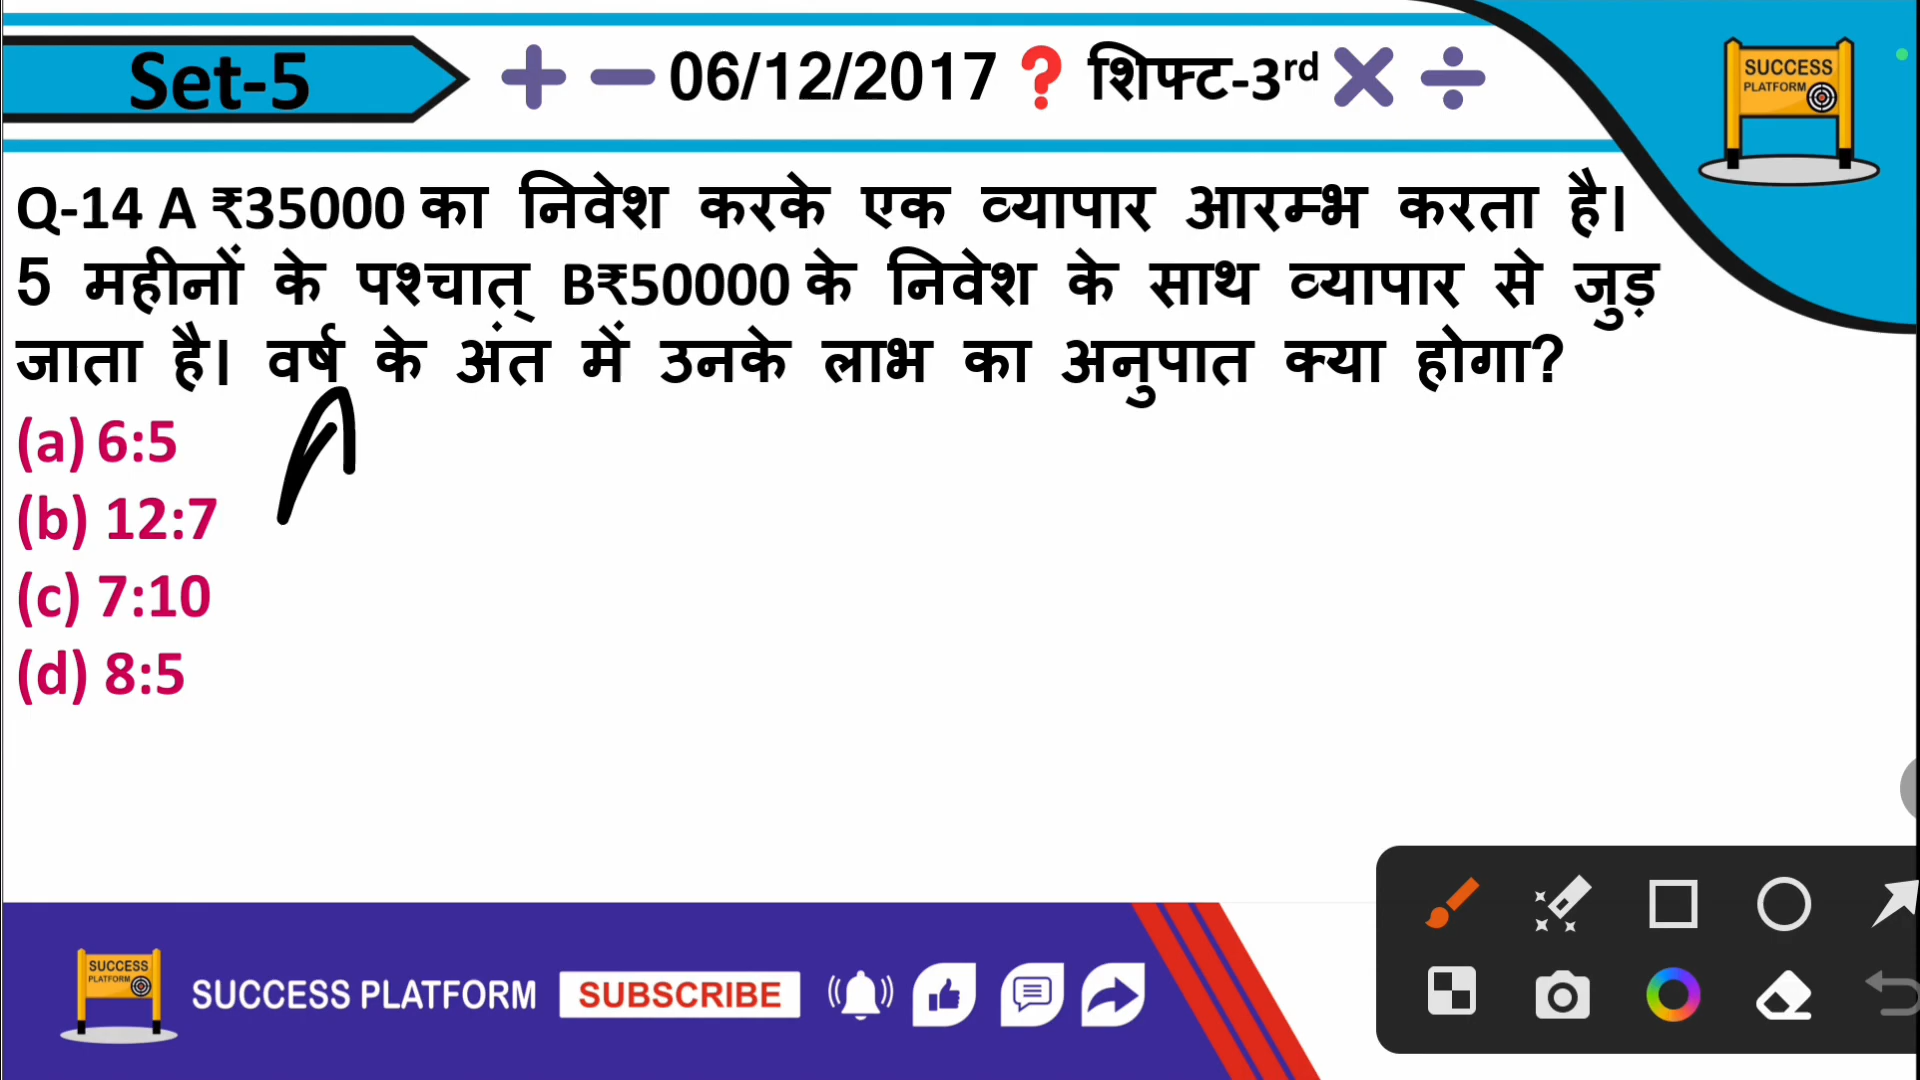 Set-5
06/12/2017 ❓ शिफ्ट-3rd
SUCCESS
PLATFORM
Q-14 A ₹35000 का निवेश करके एक व्यापार आरम्भ करता है।
5 महीनों के पश्चात् B₹50000 के निवेश के साथ व्यापार से जुड़
जाता है। वर्ष के अंत में उनके लाभ का अनुपात क्या होगा?
(a) 6:5
(b) 12:7
(c) 7:10
(d) 8:5
SUCCESS
PLATFORM
SUCCESS PLATFORM
SUBSCRIBE